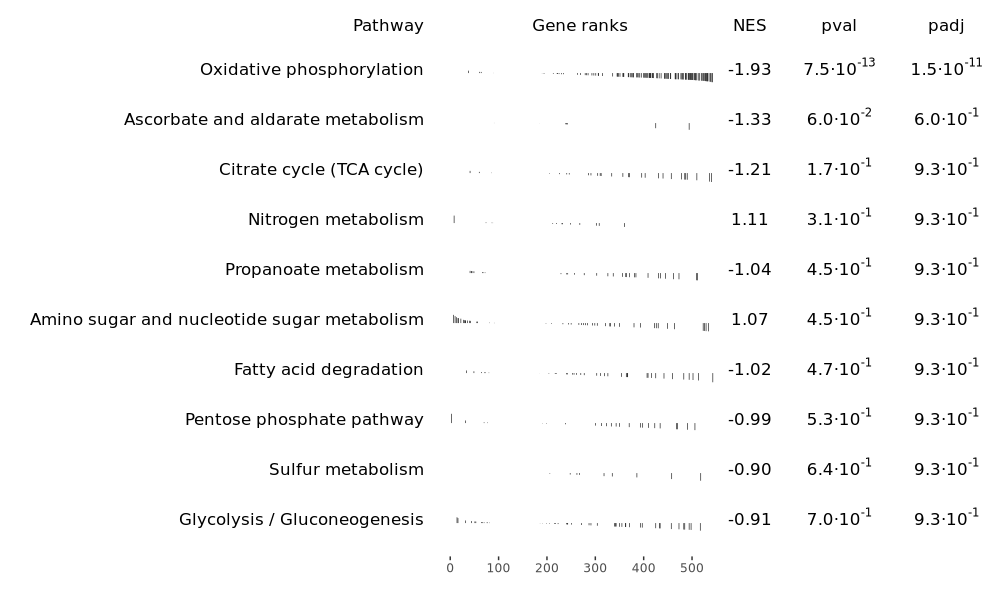 Pathway Gene ranks NES pval padj
Oxidative phosphorylation -1.93 7.5·10⁻¹³ 1.5·10⁻¹¹
Ascorbate and aldarate metabolism -1.33 6.0·10⁻² 6.0·10⁻¹
Citrate cycle (TCA cycle) -1.21 1.7·10⁻¹ 9.3·10⁻¹
Nitrogen metabolism 1.11 3.1·10⁻¹ 9.3·10⁻¹
Propanoate metabolism -1.04 4.5·10⁻¹ 9.3·10⁻¹
Amino sugar and nucleotide sugar metabolism 1.07 4.5·10⁻¹ 9.3·10⁻¹
Fatty acid degradation -1.02 4.7·10⁻¹ 9.3·10⁻¹
Pentose phosphate pathway -0.99 5.3·10⁻¹ 9.3·10⁻¹
Sulfur metabolism -0.90 6.4·10⁻¹ 9.3·10⁻¹
Glycolysis / Gluconeogenesis -0.91 7.0·10⁻¹ 9.3·10⁻¹
0 100 200 300 400 500